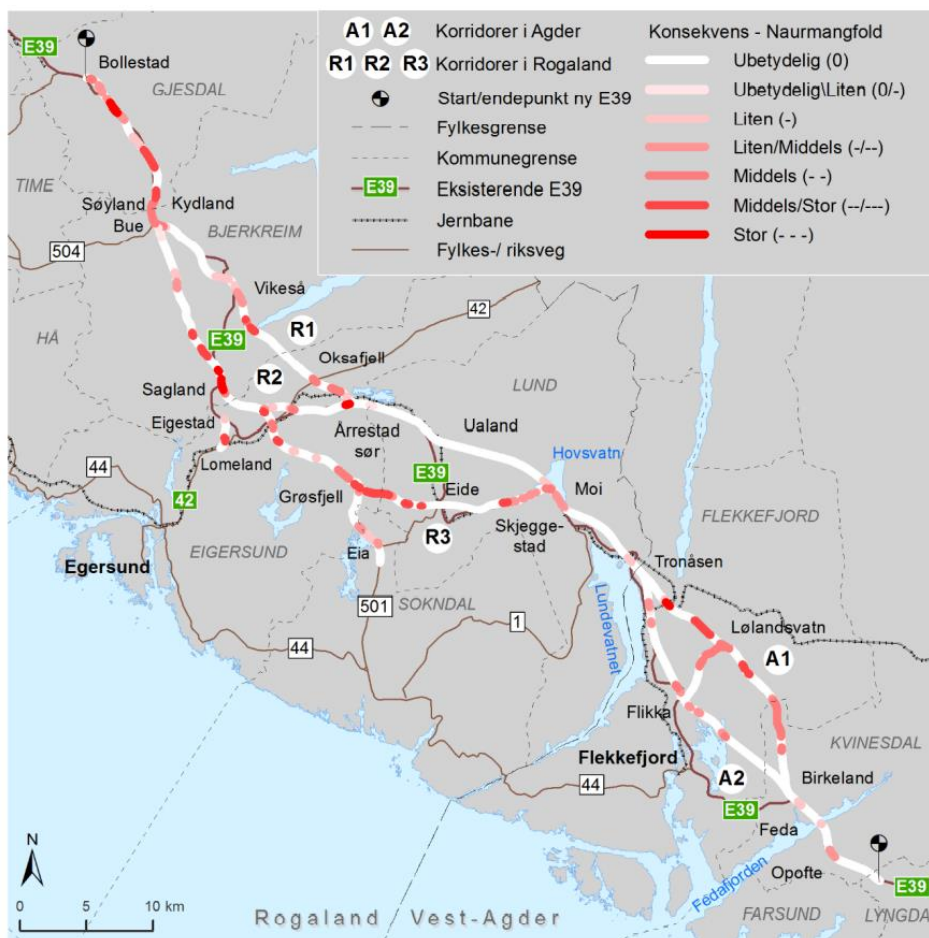 A1 A2 Korridorer i Agder
R1 R2 R3 Korridorer i Rogaland
Start/endepunkt ny E39
Fylkesgrense
Kommunegrense
E39 Eksisterende E39
Jernbane
Fylkes-/ riksveg
Konsekvens - Naurmangfold
Ubetydelig (0)
Ubetydelig\Liten (0/-)
Liten (-)
Liten/Middels (-/--)
Middels (- -)
Middels/Stor (--/---)
Stor (- - -)
E39
Bollestad
GJESDAL
TIME
Søyland
Kydland
Bue
BJERKREIM
504
Vikeså
HÅ
42
E39
R1
Oksafjell
R2
LUND
Sagland
Eigestad
Årrestad
sør
Ualand
Lomeland
Hovsvatn
44
E39
42
Grøsfjell
Eide
Moi
FLEKKEFJORD
Skjegge-
stad
EIGERSUND
R3
Egersund
Eia
Tronåsen
501
SOKNDAL
Lundevatnet
1
Lølandsvatn
44
A1
Flikka
KVINESDAL
Flekkefjord
A2
Birkeland
44
E39
Feda
N
Fedafjorden
Opofte
E39
0 5 10 km
Rogaland Vest-Agder
FARSUND
LYNGDA